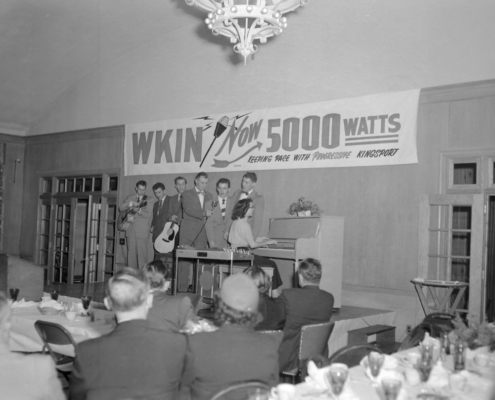 WKIN Now 5000 WATTS
KEEPING PACE WITH PROGRESSIVE KINGSPORT